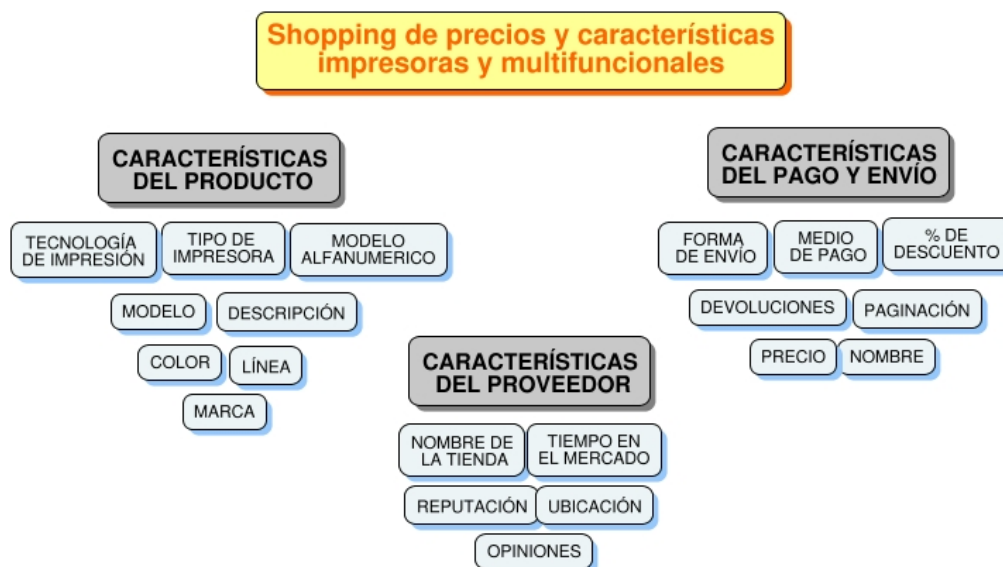 Shopping de precios y características
impresoras y multifuncionales
CARACTERÍSTICAS
DEL PRODUCTO
TECNOLOGÍA
DE IMPRESIÓN
TIPO DE
IMPRESORA
MODELO
ALFANUMERICO
MODELO
DESCRIPCIÓN
COLOR
LÍNEA
MARCA
CARACTERÍSTICAS
DEL PROVEEDOR
NOMBRE DE
LA TIENDA
TIEMPO EN
EL MERCADO
REPUTACIÓN
UBICACIÓN
OPINIONES
CARACTERÍSTICAS
DEL PAGO Y ENVÍO
FORMA
DE ENVÍO
MEDIO
DE PAGO
% DE
DESCUENTO
DEVOLUCIONES
PAGINACIÓN
PRECIO
NOMBRE